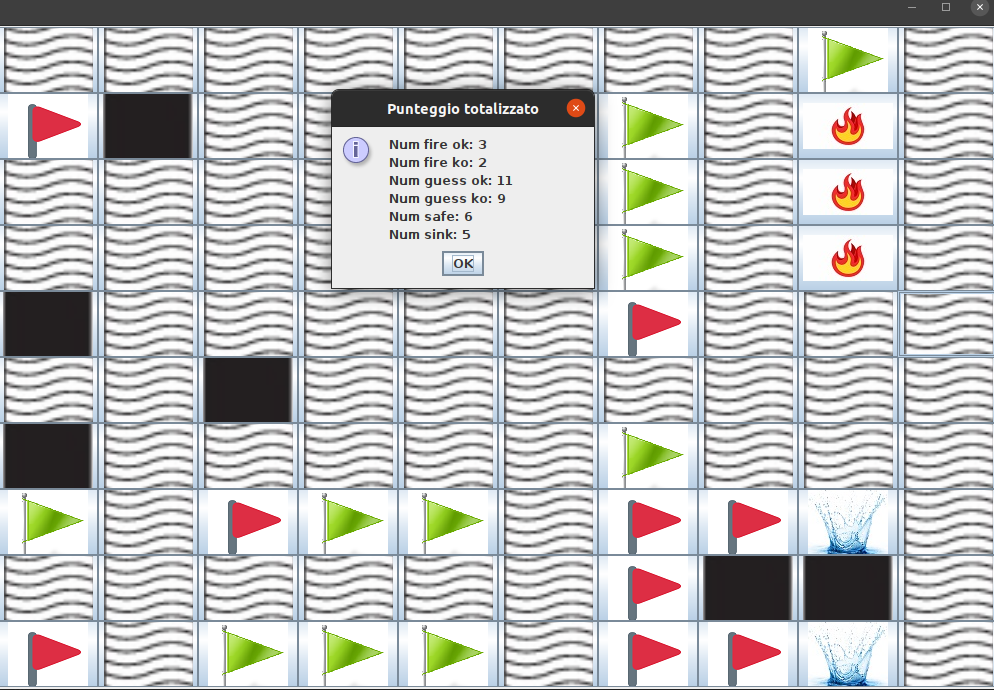 Punteggio totalizzato
Num fire ok: 3
Num fire ko: 2
Num guess ok: 11
Num guess ko: 9
Num safe: 6
Num sink: 5
OK